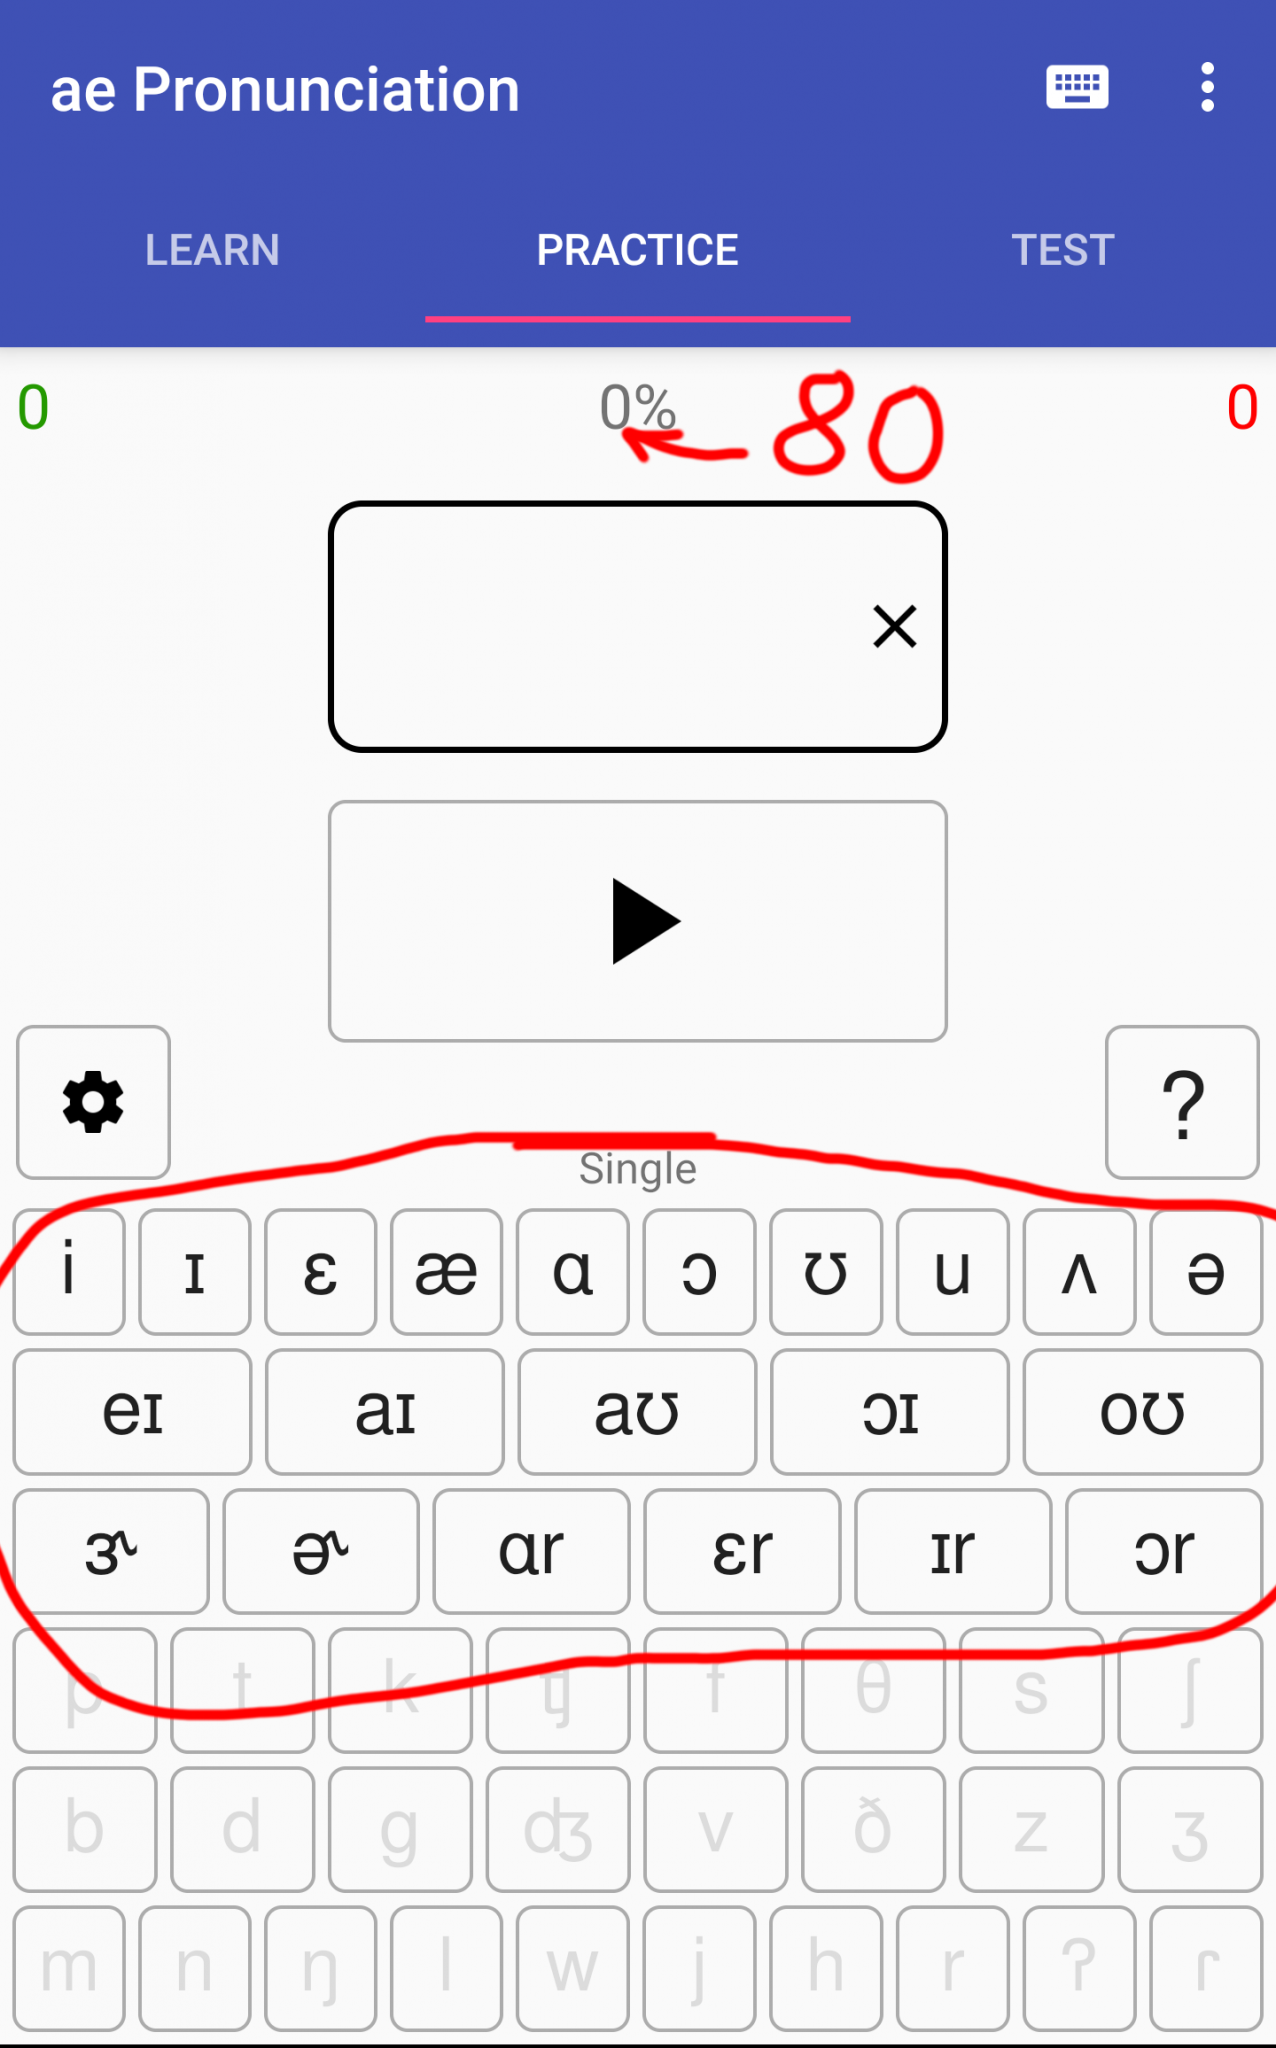 ae Pronunciation
LEARN PRACTICE TEST
0 0% 80 0
?
Single
i ɪ ɛ æ ɑ ɔ ʊ u ʌ ə
eɪ aɪ aʊ ɔɪ oʊ
ɝ ɚ ɑr ɛr ɪr ɔr
p t k ʧ f θ s ʃ
b d g ʤ v ð z ʒ
m n ŋ l w j h r ʔ ɾ